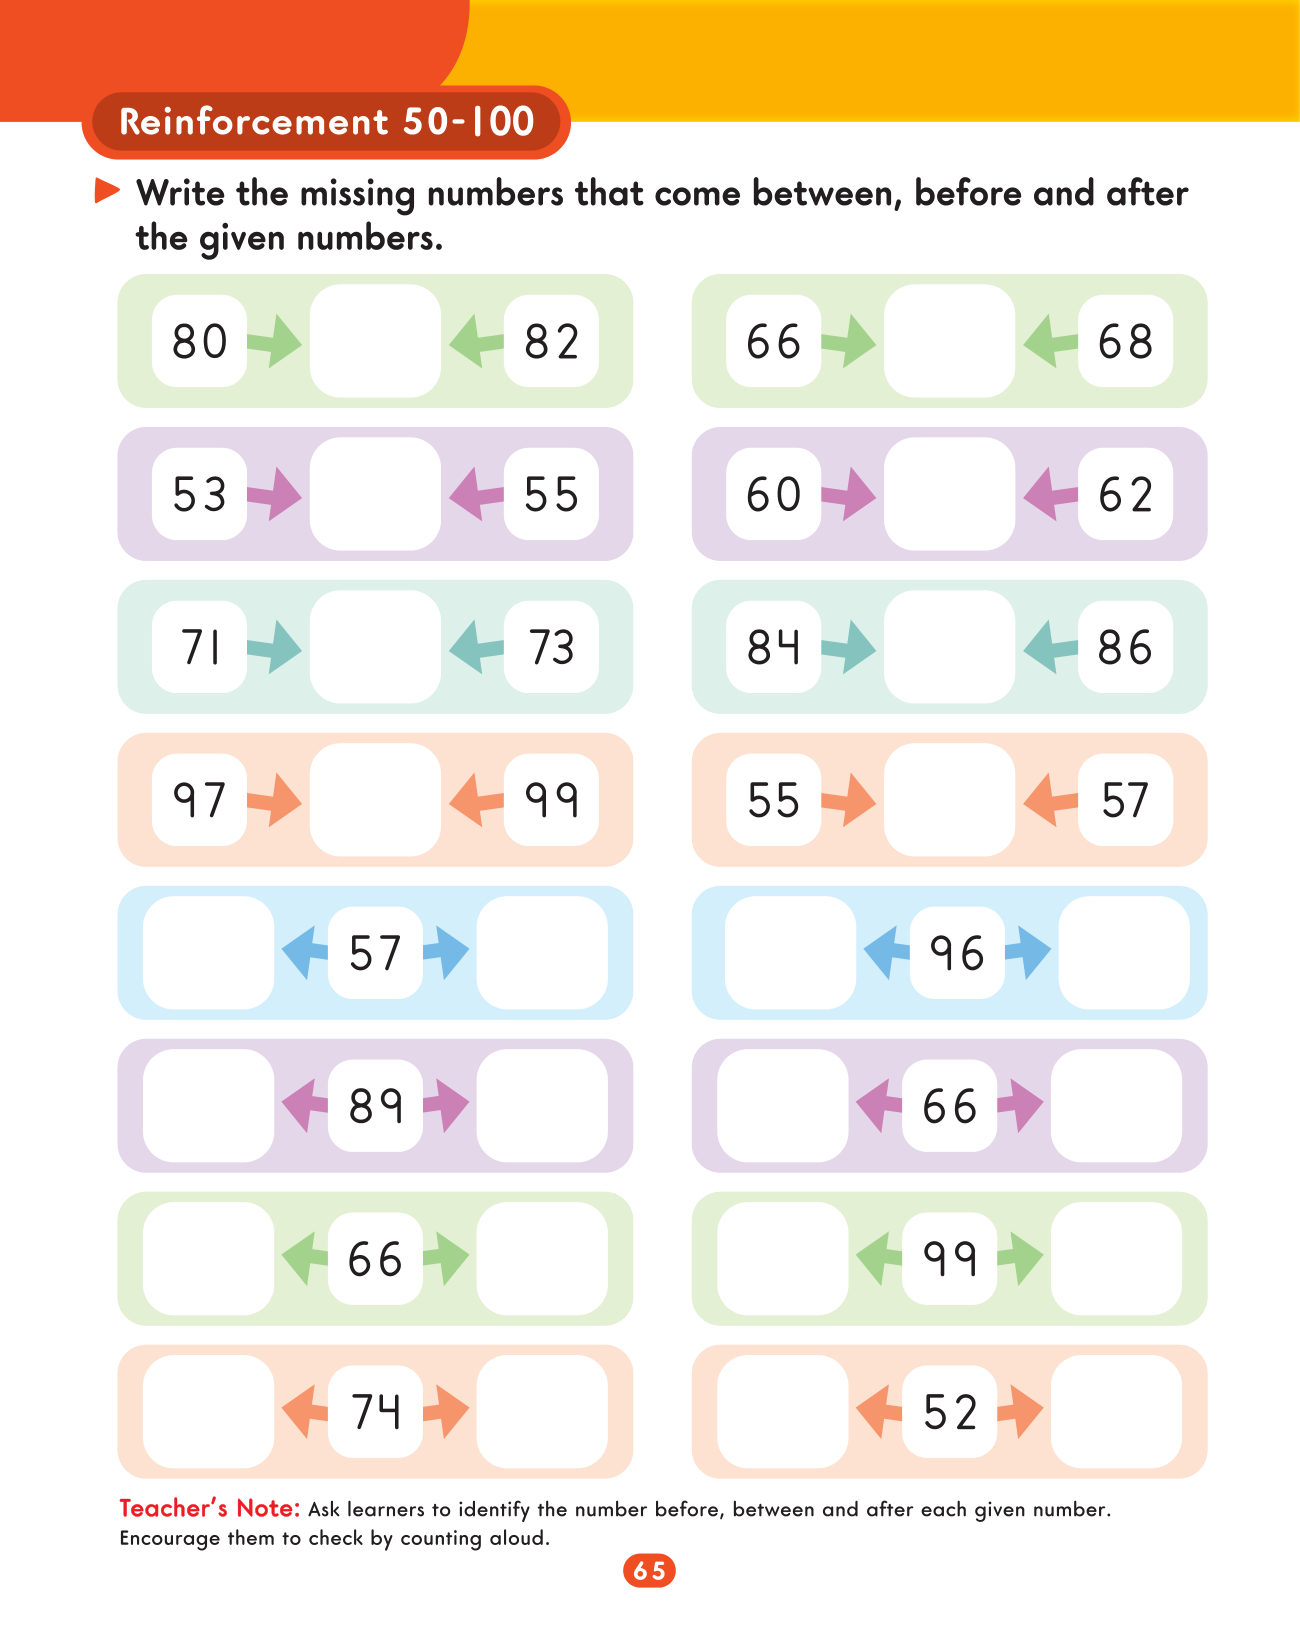 Reinforcement 50-100
Write the missing numbers that come between, before and after
the given numbers.
80 82 66 68
53 55 60 62
71 73 84 86
97 99 55 57
57 96
89 66
66 99
74 52
Teacher's Note: Ask learners to identify the number before, between and after each given number.
Encourage them to check by counting aloud.
65